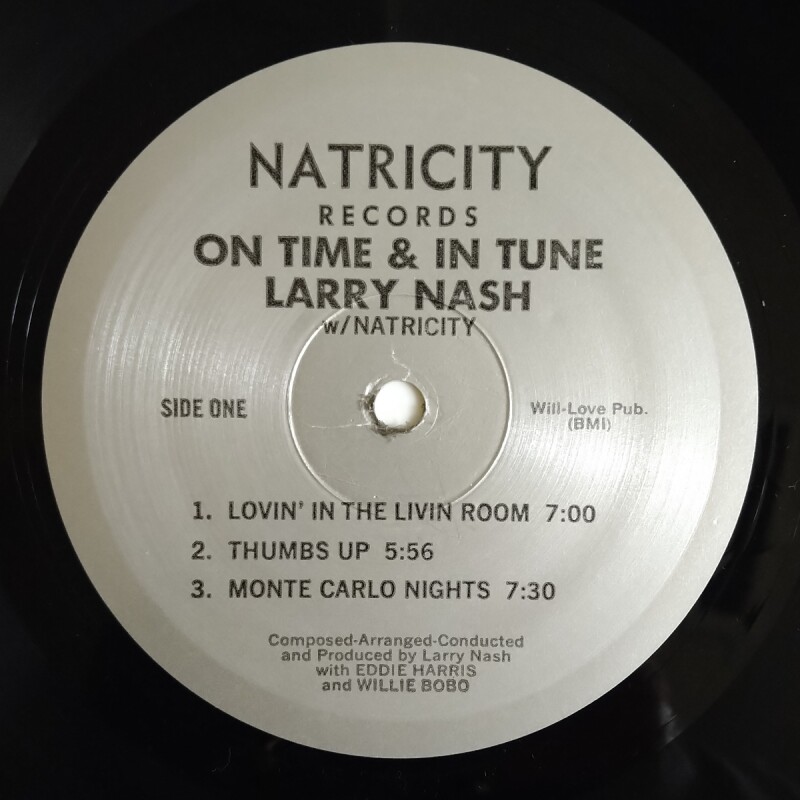 NATRICITY
RECORDS
ON TIME & IN TUNE
LARRY NASH
w/NATRICITY
SIDE ONE
Will-Love Pub.
(BMI)
1. LOVIN' IN THE LIVIN ROOM 7:00
2. THUMBS UP 5:56
3. MONTE CARLO NIGHTS 7:30
Composed-Arranged-Conducted
and Produced by Larry Nash
with EDDIE HARRIS
and WILLIE BOBO